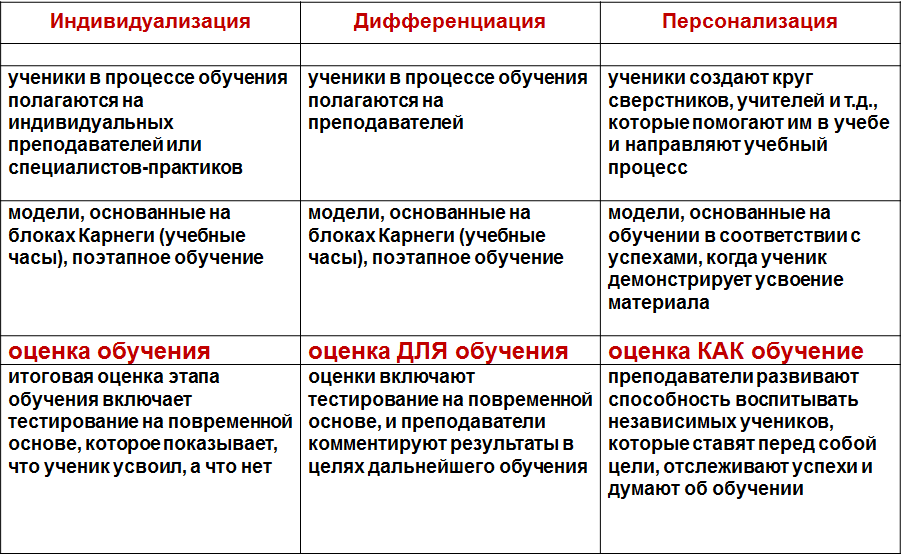 Индивидуализация
Дифференциация
Персонализация
ученики в процессе обучения
полагаются на
индивидуальных
преподавателей или
специалистов-практиков
ученики в процессе обучения
полагаются на
преподавателей
ученики создают круг
сверстников, учителей и т.д.,
которые помогают им в учебе
и направляют учебный
процесс
модели, основанные на
блоках Карнеги (учебные
часы), поэтапное обучение
модели, основанные на
блоках Карнеги (учебные
часы), поэтапное обучение
модели, основанные на
обучении в соответствии с
успехами, когда ученик
демонстрирует усвоение
материала
оценка обучения
оценка ДЛЯ обучения
оценка КАК обучение
итоговая оценка этапа
обучения включает
тестирование на повременной
основе, которое показывает,
что ученик усвоил, а что нет
оценки включают
тестирование на повременной
основе, и преподаватели
комментируют результаты в
целях дальнейшего обучения
преподаватели развивают
способность воспитывать
независимых учеников,
которые ставят перед собой
цели, отслеживают успехи и
думают об обучении